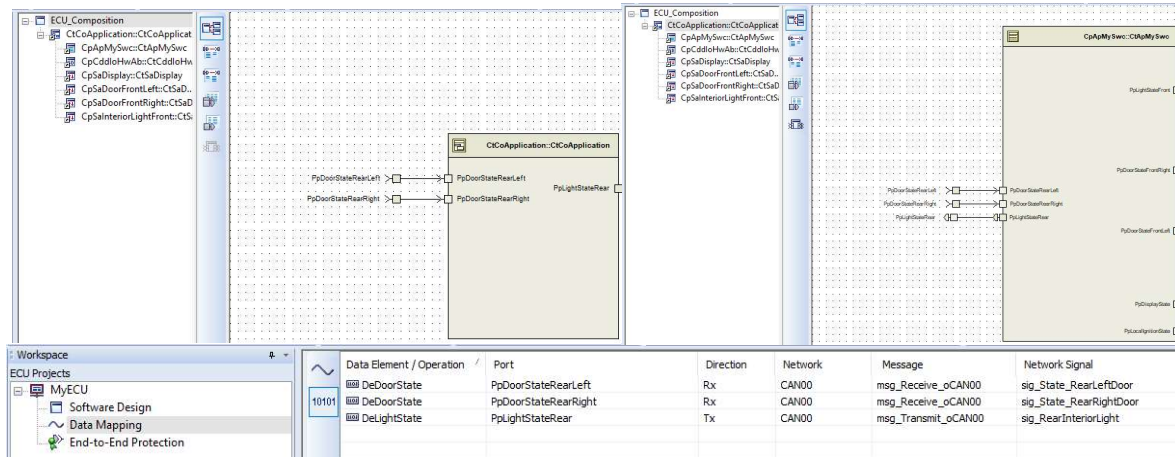 ECU_Composition
CtCoApplication::CtCoApplicat
CpApMySwc::CtApMySwc
CpCddIoHwAb::CtCddIoHw
CpSaDisplay::CtSaDisplay
CpSaDoorFrontLeft::CtSaD...
CpSaDoorFrontRight::CtSaD
CpSaInteriorLightFront::CtS
CtCoApplication::CtCoApplication
PpDoorStateRearLeft
PpDoorStateRearLeft
PpLightStateRear
PpDoorStateRearRight
PpDoorStateRearRight
ECU_Composition
CtCoApplication::CtCoApplicat
CpApMySwc::CtApMySwc
CpCddIoHwAb::CtCddIoHw
CpSaDisplay::CtSaDisplay
CpSaDoorFrontLeft::CtSaD..
CpSaDoorFrontRight::CtSaD
CpSaInteriorLightFront::CtS
CpApMySwc::CtApMySwc
PpLightStateFront
PpDoorStateFrontRight
PpDoorStateRearLeft
PpDoorStateRearLeft
PpDoorStateRearRight
PpDoorStateRearRight
PpLightStateRear
PpLightStateRear
PpDoorStateFrontLeft
PpDisplayState
PpLocalIgnitionState
Workspace
ECU Projects
MyECU
Software Design
Data Mapping
End-to-End Protection
10101
Data Element / Operation / Port Direction Network Message Network Signal
DeDoorState PpDoorStateRearLeft Rx CAN00 msg_Receive_oCAN00 sig_State_RearLeftDoor
DeDoorState PpDoorStateRearRight Rx CAN00 msg_Receive_oCAN00 sig_State_RearRightDoor
DeLightState PpLightStateRear Tx CAN00 msg_Transmit_oCAN00 sig_RearInteriorLight